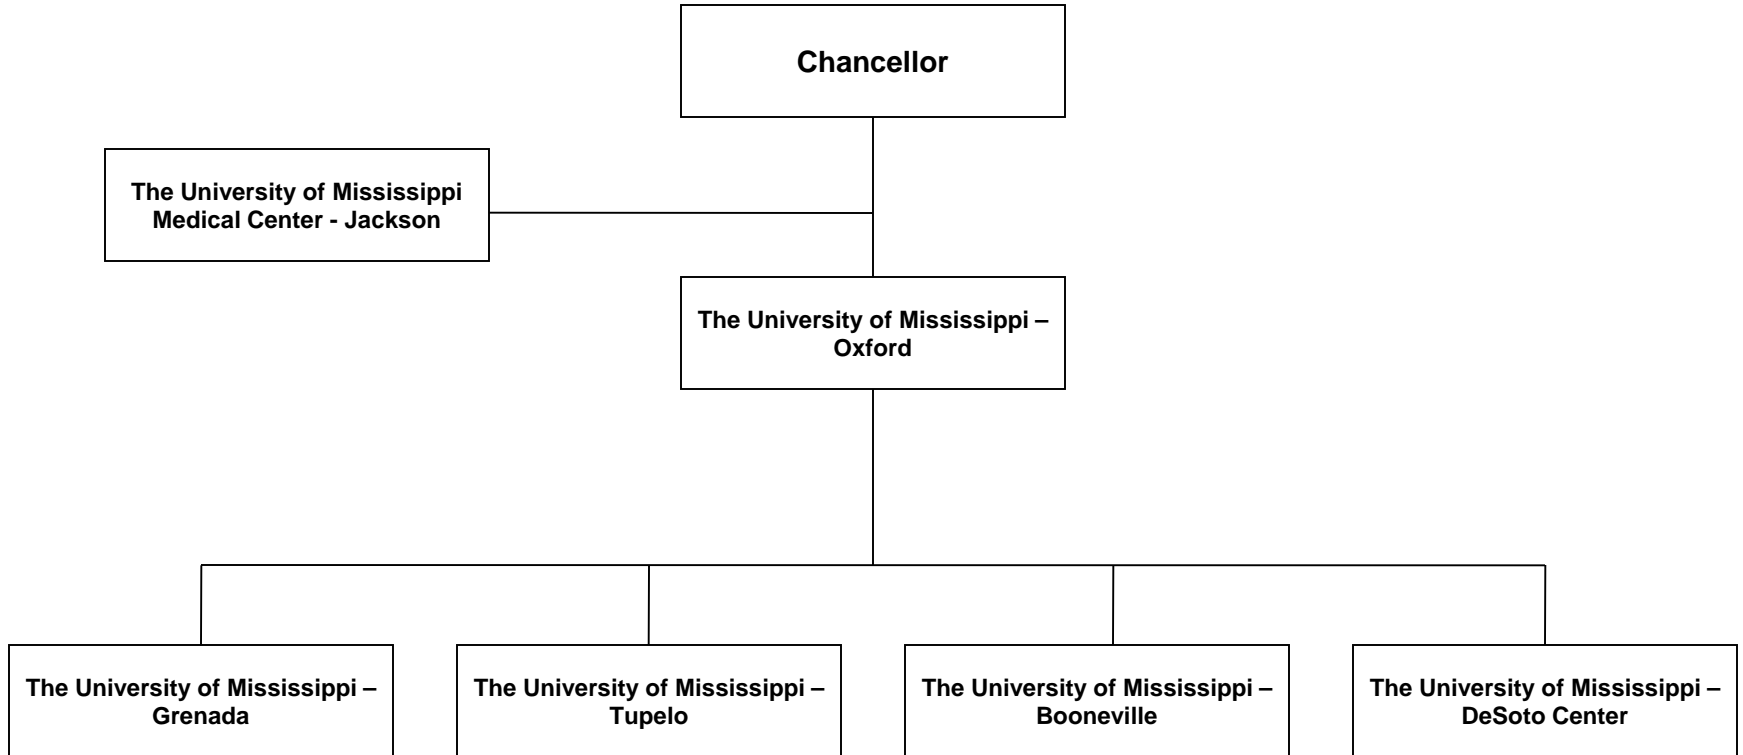 Chancellor
The University of Mississippi
Medical Center - Jackson
The University of Mississippi –
Oxford
The University of Mississippi –
Grenada
The University of Mississippi –
Tupelo
The University of Mississippi –
Booneville
The University of Mississippi –
DeSoto Center